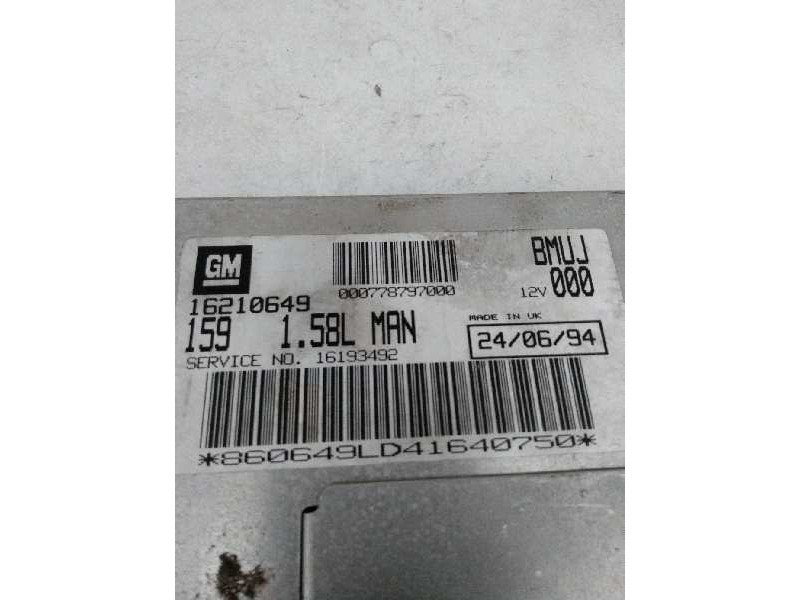 GM
000778797000
BMUJ
16210649
12V 000
159 1.58L MAN
MADE IN UK
24/06/94
SERVICE NO. 16193492
*860649LD41640750*